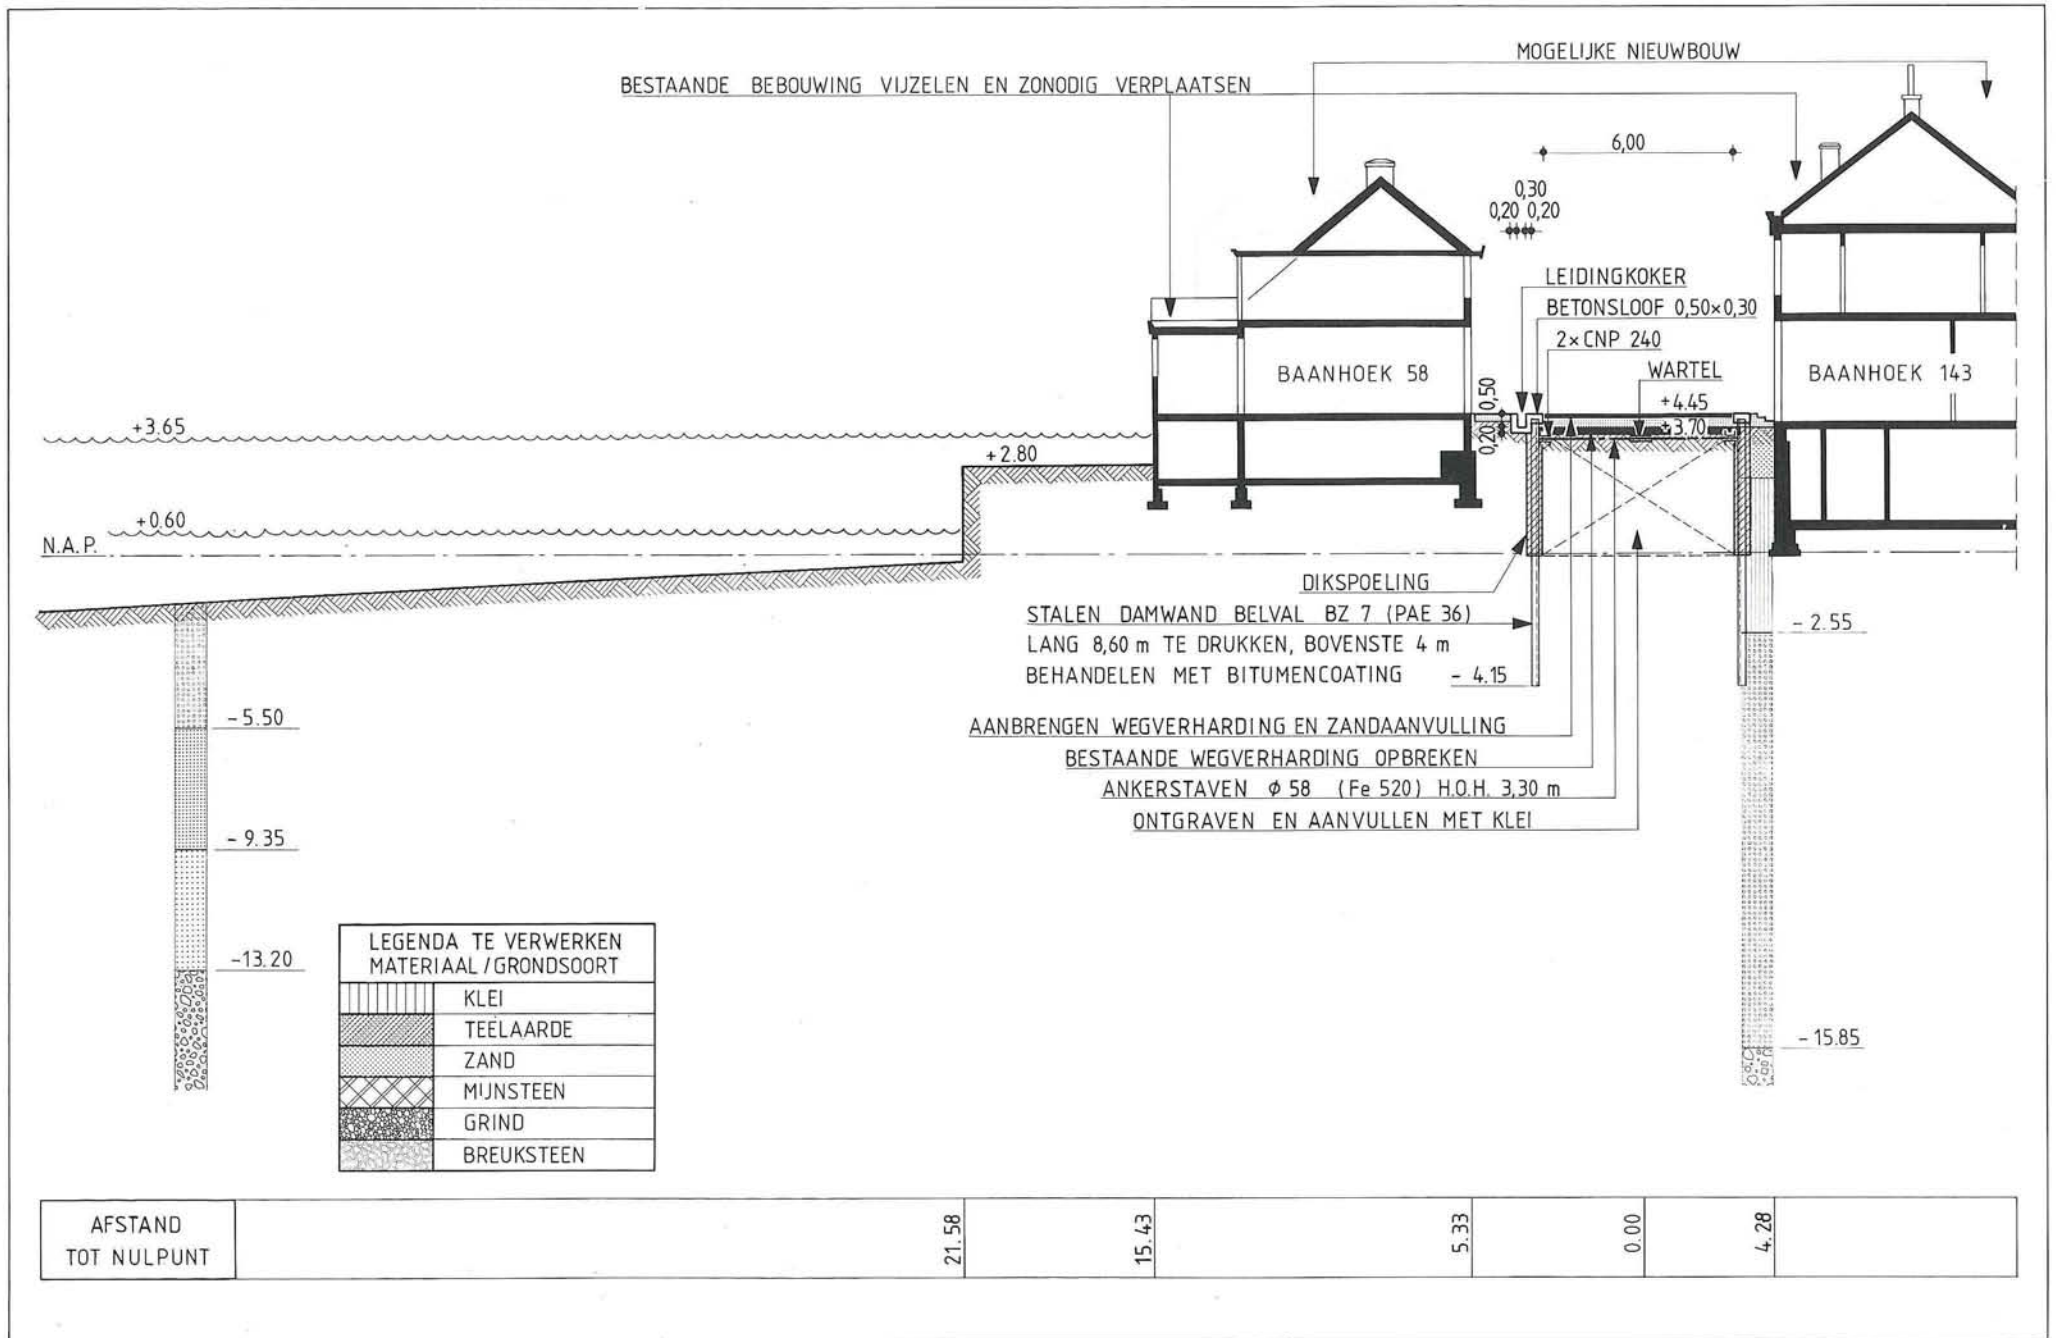 MOGELIJKE NIEUWBOUW
BESTAANDE BEBOUWING VIJZELEN EN ZONODIG VERPLAATSEN
6,00
0,30
0,20 0,20
LEIDINGKOKER
BETONSLOOF 0,50×0,30
2×CNP 240
WARTEL
BAANHOEK 58
BAANHOEK 143
0,50
0,20
+4.45
+3.70
+3.65
+2.80
+0.60
N.A.P.
DIKSPOELING
STALEN DAMWAND BELVAL BZ 7 (PAE 36)
LANG 8,60 m TE DRUKKEN, BOVENSTE 4 m
BEHANDELEN MET BITUMENCOATING
- 4.15
- 2.55
AANBRENGEN WEGVERHARDING EN ZANDAANVULLING
BESTAANDE WEGVERHARDING OPBREKEN
ANKERSTAVEN ϕ 58 (Fe 520) H.O.H. 3,30 m
ONTGRAVEN EN AANVULLEN MET KLEI
-5.50
- 9.35
-13.20
-15.85
LEGENDA TE VERWERKEN
MATERIAAL/GRONDSOORT
KLEI
TEELAARDE
ZAND
MIJNSTEEN
GRIND
BREUKSTEEN
AFSTAND
TOT NULPUNT
21.58
15.43
5.33
0.00
4.28